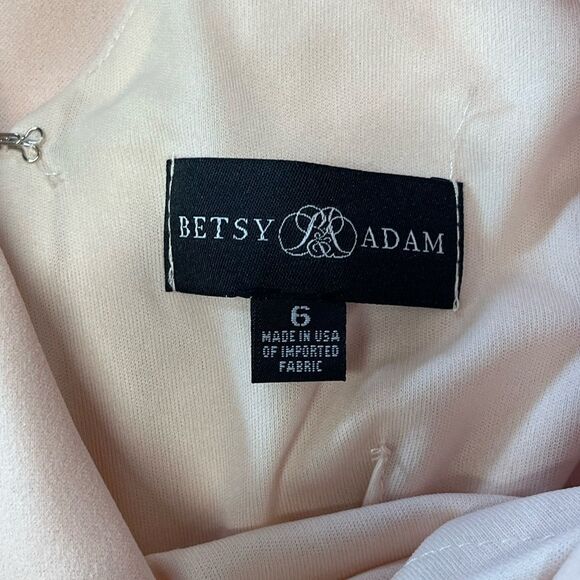 BETSY ADAM
6
MADE IN USA
OF IMPORTED
FABRIC